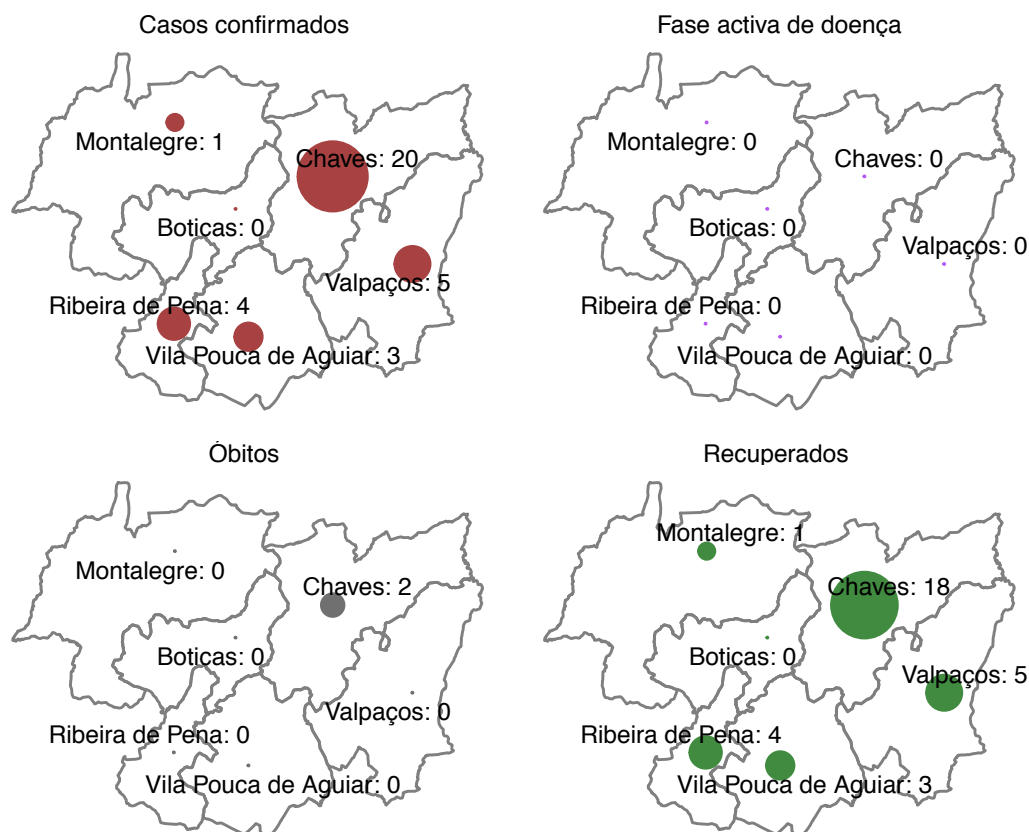 Casos confirmados
Montalegre: 1
Chaves: 20
Boticas: 0
Valpaços: 5
Ribeira de Pena: 4
Vila Pouca de Aguiar: 3
Fase activa de doença
Montalegre: 0
Chaves: 0
Boticas: 0
Valpaços: 0
Ribeira de Pena: 0
Vila Pouca de Aguiar: 0
Óbitos
Montalegre: 0
Chaves: 2
Boticas: 0
Valpaços: 0
Ribeira de Pena: 0
Vila Pouca de Aguiar: 0
Recuperados
Montalegre: 1
Chaves: 18
Boticas: 0
Valpaços: 5
Ribeira de Pena: 4
Vila Pouca de Aguiar: 3